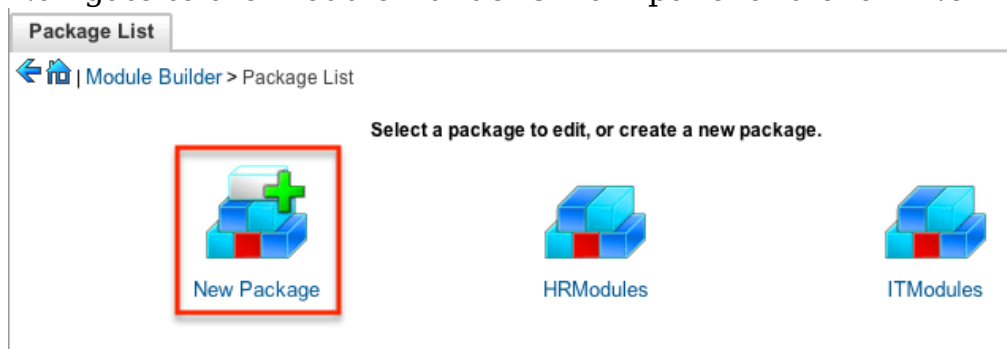 Package List
| Module Builder > Package List
Select a package to edit, or create a new package.
New Package HRModules ITModules